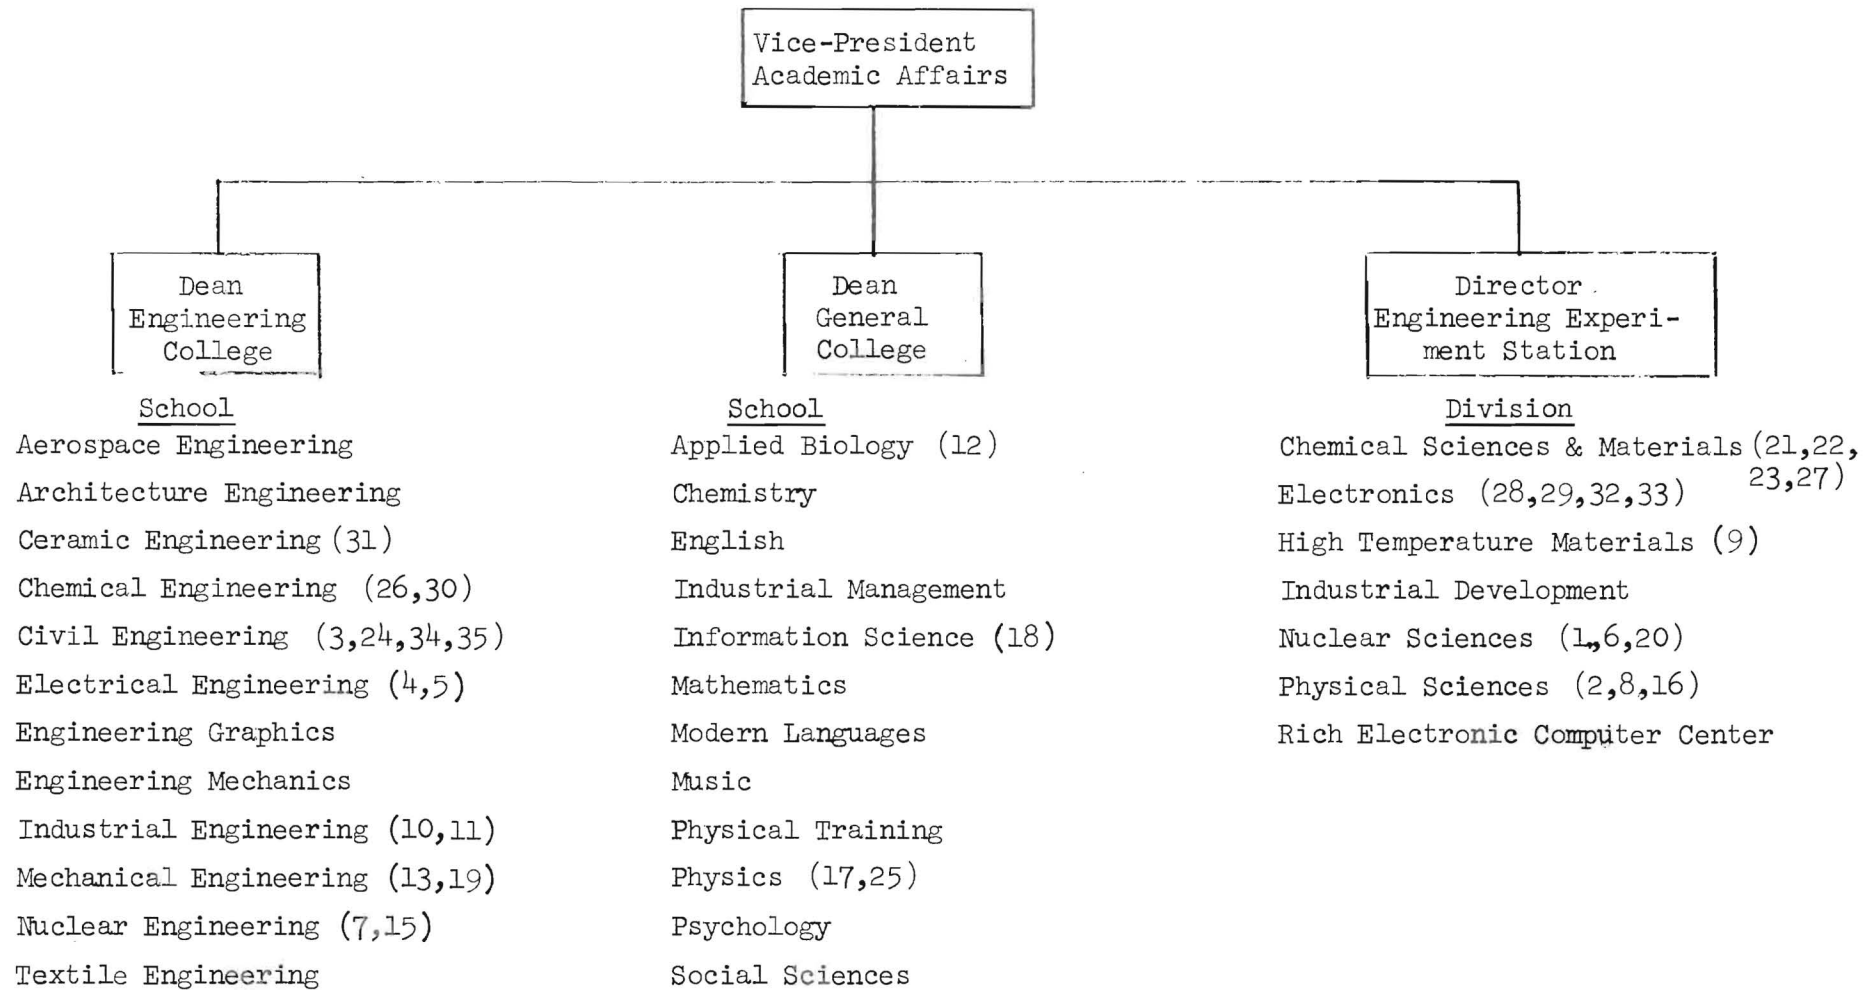 Vice-President
Academic Affairs
Dean
Engineering
College
School
Aerospace Engineering
Architecture Engineering
Ceramic Engineering (31)
Chemical Engineering (26,30)
Civil Engineering (3,24,34,35)
Electrical Engineering (4,5)
Engineering Graphics
Engineering Mechanics
Industrial Engineering (10,11)
Mechanical Engineering (13,19)
Nuclear Engineering (7,15)
Textile Engineering
Dean
General
College
School
Applied Biology (12)
Chemistry
English
Industrial Management
Information Science (18)
Mathematics
Modern Languages
Music
Physical Training
Physics (17,25)
Psychology
Social Sciences
Director
Engineering Experi-
ment Station
Division
Chemical Sciences & Materials (21,22,
23,27)
Electronics (28,29,32,33)
High Temperature Materials (9)
Industrial Development
Nuclear Sciences (1,6,20)
Physical Sciences (2,8,16)
Rich Electronic Computer Center